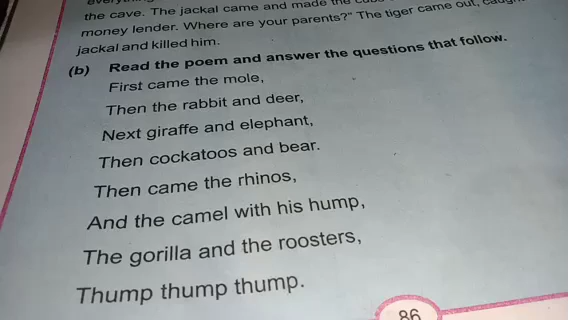 the cave. The jackal came and made the
money lender. Where are your parents?" The tiger came out,
jackal and killed him.
(b) Read the poem and answer the questions that follow.
First came the mole,
Then the rabbit and deer,
Next giraffe and elephant,
Then cockatoos and bear.
Then came the rhinos,
And the camel with his hump,
The gorilla and the roosters,
Thump thump thump.
86